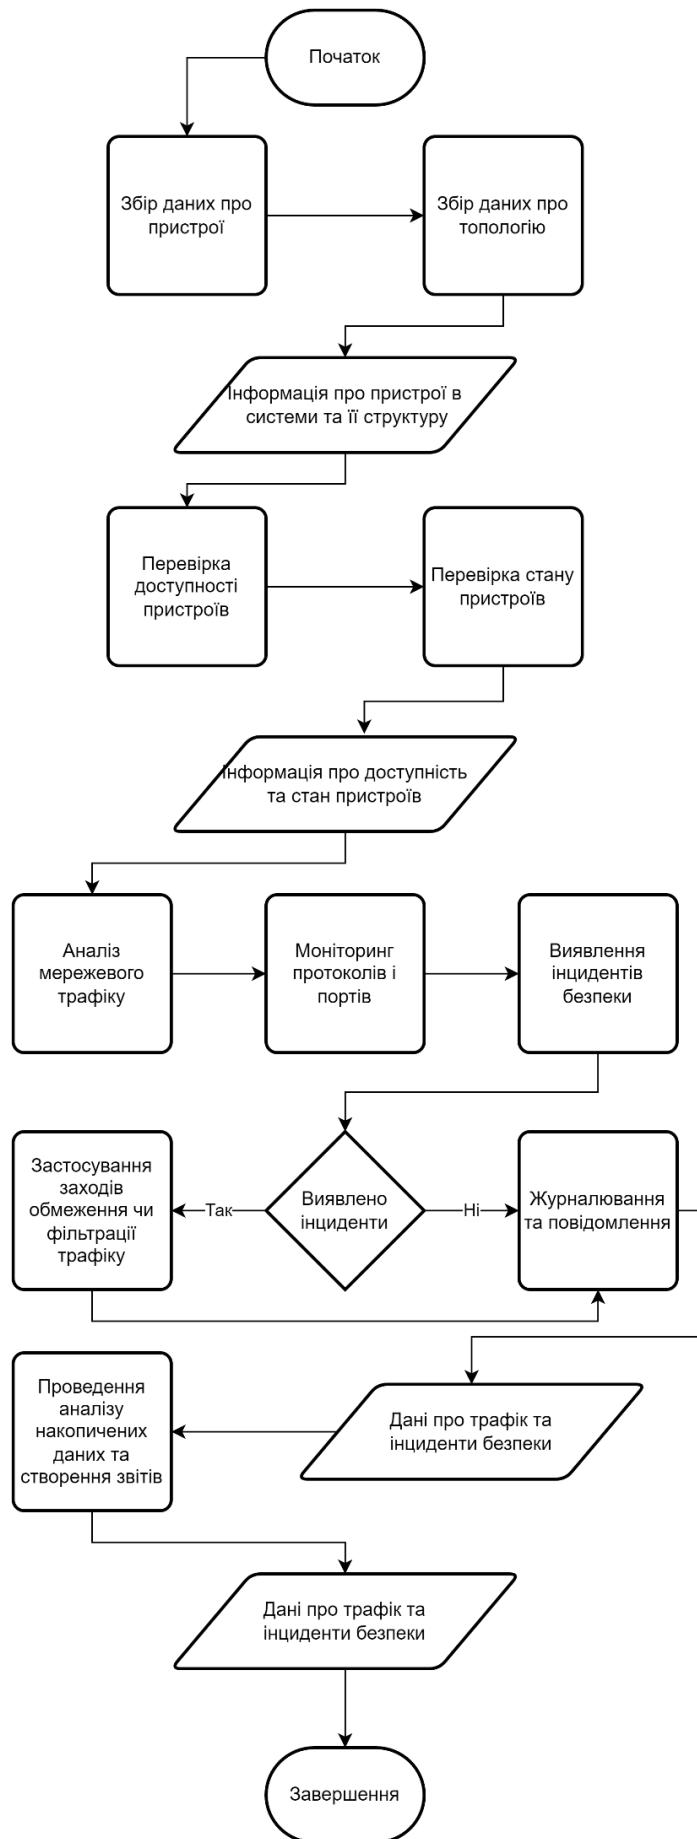 Початок
Збір даних про
пристрої
Збір даних про
топологію
Інформація про пристрої в
системи та її структуру
Перевірка
доступності
пристроїв
Перевірка стану
пристроїв
Інформація про доступність
та стан пристроїв
Аналіз
мережевого
трафіку
Моніторинг
протоколів і
портів
Виявлення
інцидентів
безпеки
Застосування
заходів
обмеження чи
фільтрації
трафіку
Так
Виявлено
інциденти
Ні
Журналювання
та повідомлення
Проведення
аналізу
накопичених
даних та
створення звітів
Дані про трафік та
інциденти безпеки
Дані про трафік та
інциденти безпеки
Завершення